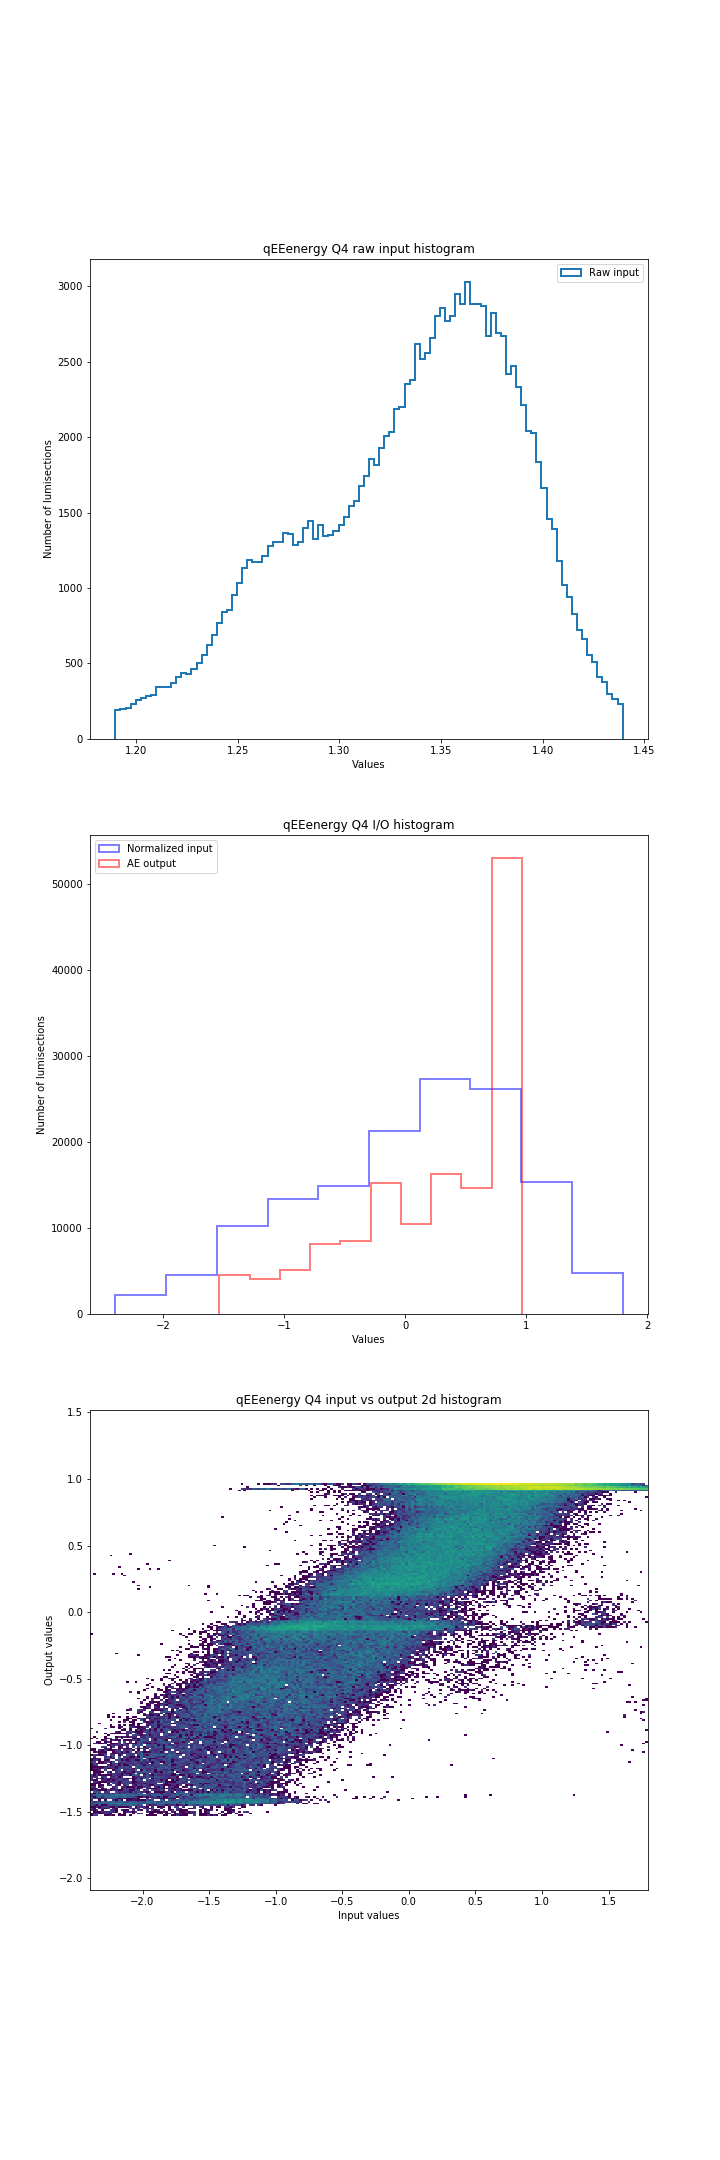 qEEenergy Q4 raw input histogram
Raw input
3000
2500
2000
1500
1000
500
0
Number of lumisections
1.20 1.25 1.30 1.35 1.40 1.45
Values
qEEenergy Q4 I/O histogram
Normalized input
AE output
50000
40000
30000
20000
10000
0
Number of lumisections
−2 −1 0 1 2
Values
qEEenergy Q4 input vs output 2d histogram
1.5
1.0
0.5
0.0
−0.5
−1.0
−1.5
−2.0
Output values
−2.0 −1.5 −1.0 −0.5 0.0 0.5 1.0 1.5
Input values